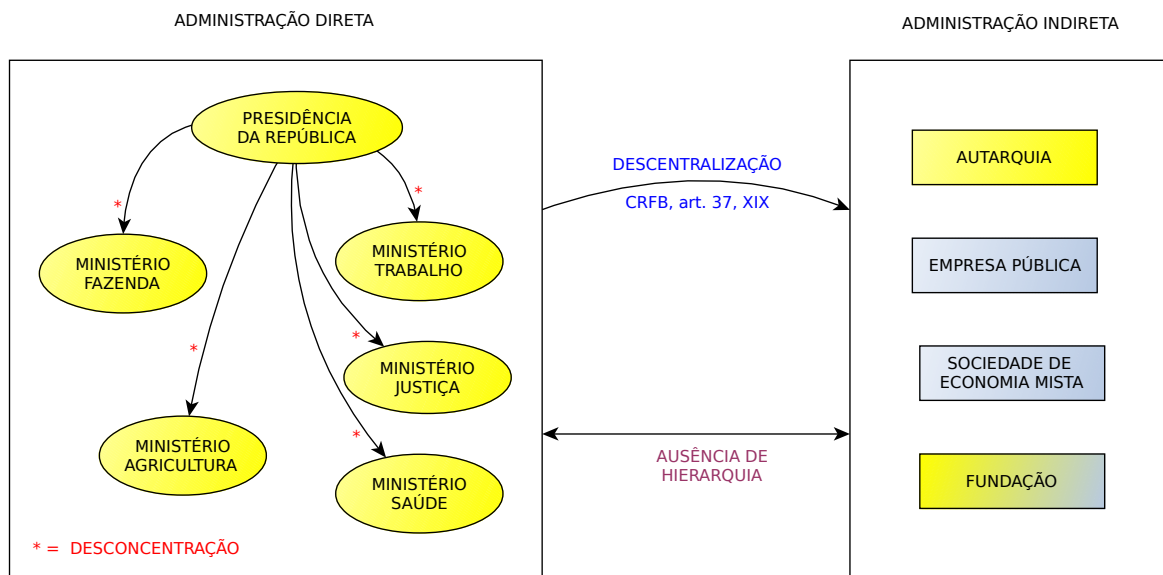 ADMINISTRAÇÃO DIRETA
ADMINISTRAÇÃO INDIRETA
PRESIDÊNCIA
DA REPÚBLICA
*
*
MINISTÉRIO
FAZENDA
MINISTÉRIO
TRABALHO
*
*
MINISTÉRIO
JUSTIÇA
MINISTÉRIO
AGRICULTURA
*
MINISTÉRIO
SAÚDE
* = DESCONCENTRAÇÃO
DESCENTRALIZAÇÃO
CRFB, art. 37, XIX
AUSÊNCIA DE
HIERARQUIA
AUTARQUIA
EMPRESA PÚBLICA
SOCIEDADE DE
ECONOMIA MISTA
FUNDAÇÃO